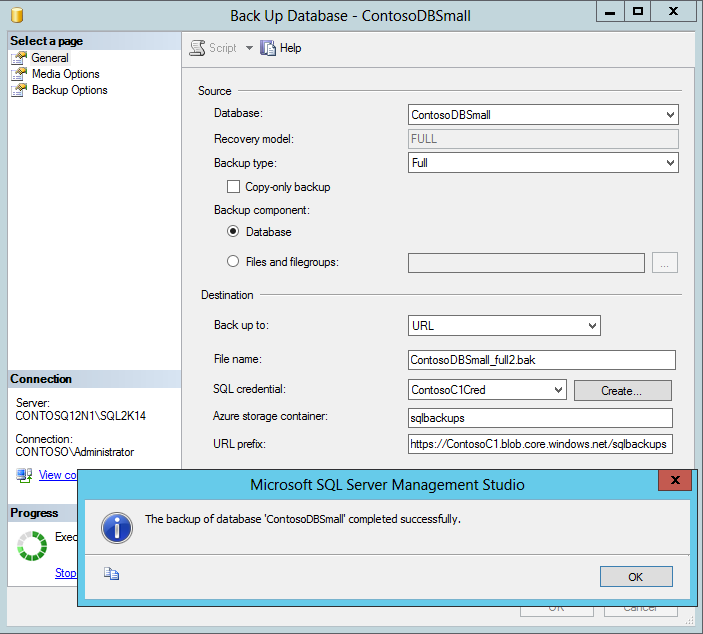 Back Up Database - ContosoDBSmall
Select a page
General
Media Options
Backup Options
Script
Help
Source
Database:
ContosoDBSmall
Recovery model:
FULL
Backup type:
Full
Copy-only backup
Backup component:
Database
Files and filegroups:
...
Destination
Back up to:
URL
File name:
ContosoDBSmall_full2.bak
SQL credential:
ContosoC1Cred
Create...
Azure storage container:
sqlbackups
URL prefix:
https://ContosoC1.blob.core.windows.net/sqlbackups
Connection
Server:
CONTOSQ12N1\SQL2K14
Connection:
CONTOSO\Administrator
View co
Progress
Exec
Stop
Microsoft SQL Server Management Studio
The backup of database 'ContosoDBSmall' completed successfully.
OK
OK
Cancel